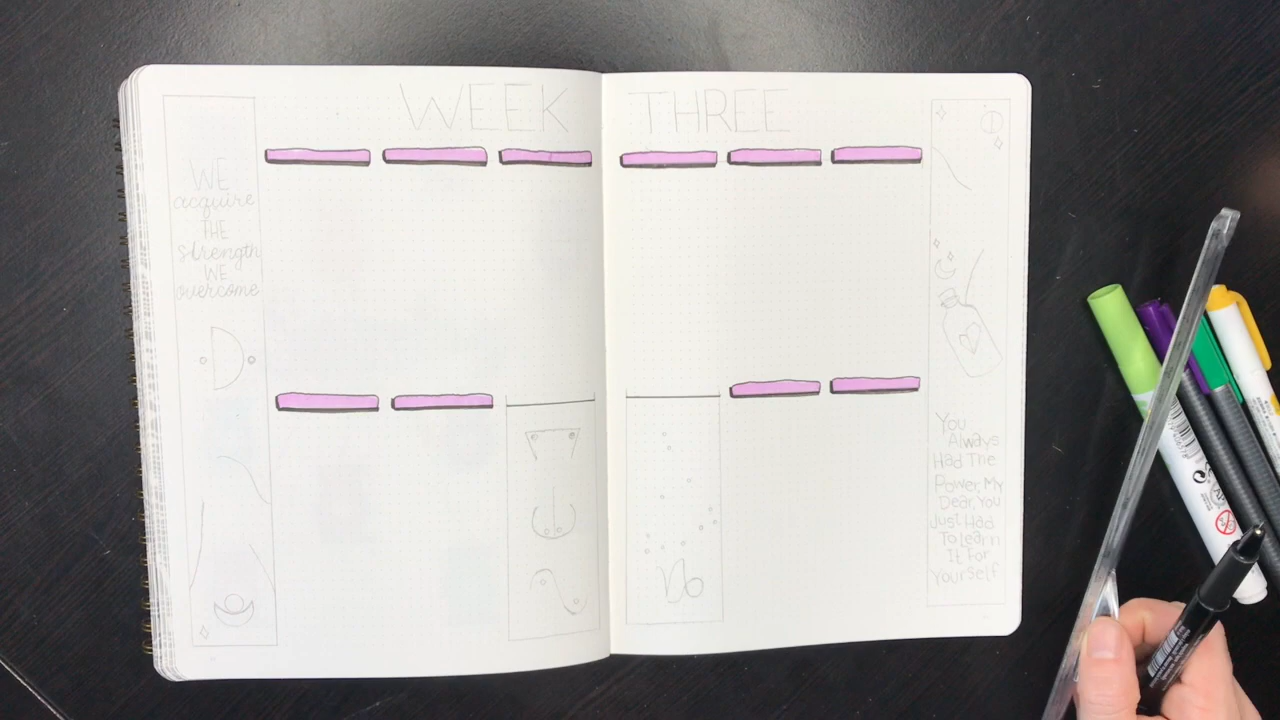 WEEK THREE
WE
acquire
THE
strength
WE
overcome
You
Always
Had The
Power, My
Dear, You
Just Had
To Learn
It For
Yourself